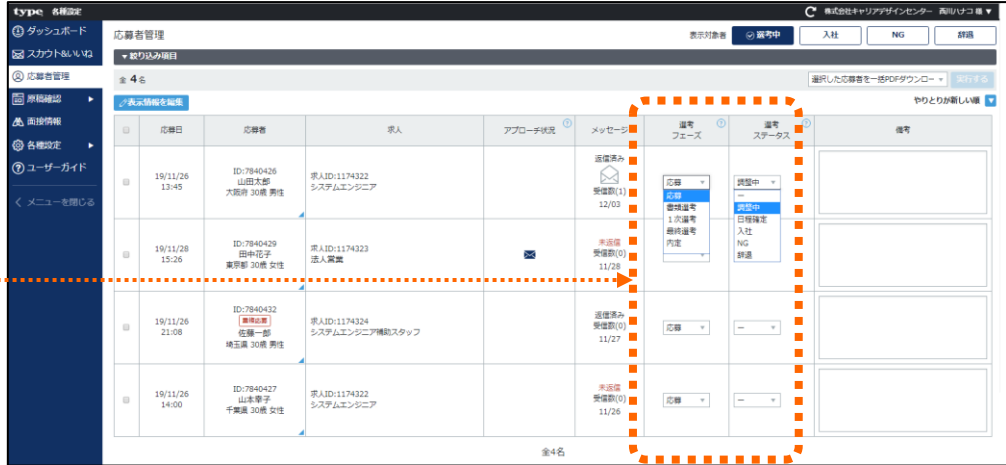 type 各種設定
株式会社キャリアデザインセンター 西川ハナコ 様 ▼
ダッシュボード
スカウト&いいね
応募者管理
原稿確認 ▶
面接情報
各種設定 ▶
ユーザーガイド
〈 メニューを閉じる
応募者管理
表示対象者 選考中 入社 NG 辞退
▼絞り込み項目
全 4名
選択した応募者を一括PDFダウンロー 実行する
表示情報を編集
やりとりが新しい順
応募日 応募者 求人 アプローチ状況 ? メッセージ 選考フェーズ ? 選考ステータス ? 備考
19/11/26
13:45
ID:7840426
山田太郎
大阪府 30歳 男性
求人ID:1174322
システムエンジニア
返信済み
受信数(1)
12/03
応募
応募
書類選考
1次選考
最終選考
内定
調整中
ー
調整中
日程確定
入社
NG
辞退
19/11/28
15:26
ID:7840429
田中花子
東京都 30歳 女性
求人ID:1174323
法人営業
未返信
受信数(0)
11/28
19/11/26
21:08
ID:7840432
佐藤一郎
埼玉県 30歳 男性
求人ID:1174324
システムエンジニア補助スタッフ
返信済み
受信数(0)
11/27
応募
ー
19/11/26
14:00
ID:7840427
山本幸子
千葉県 30歳 女性
求人ID:1174322
システムエンジニア
未返信
受信数(0)
11/26
応募
ー
全4名